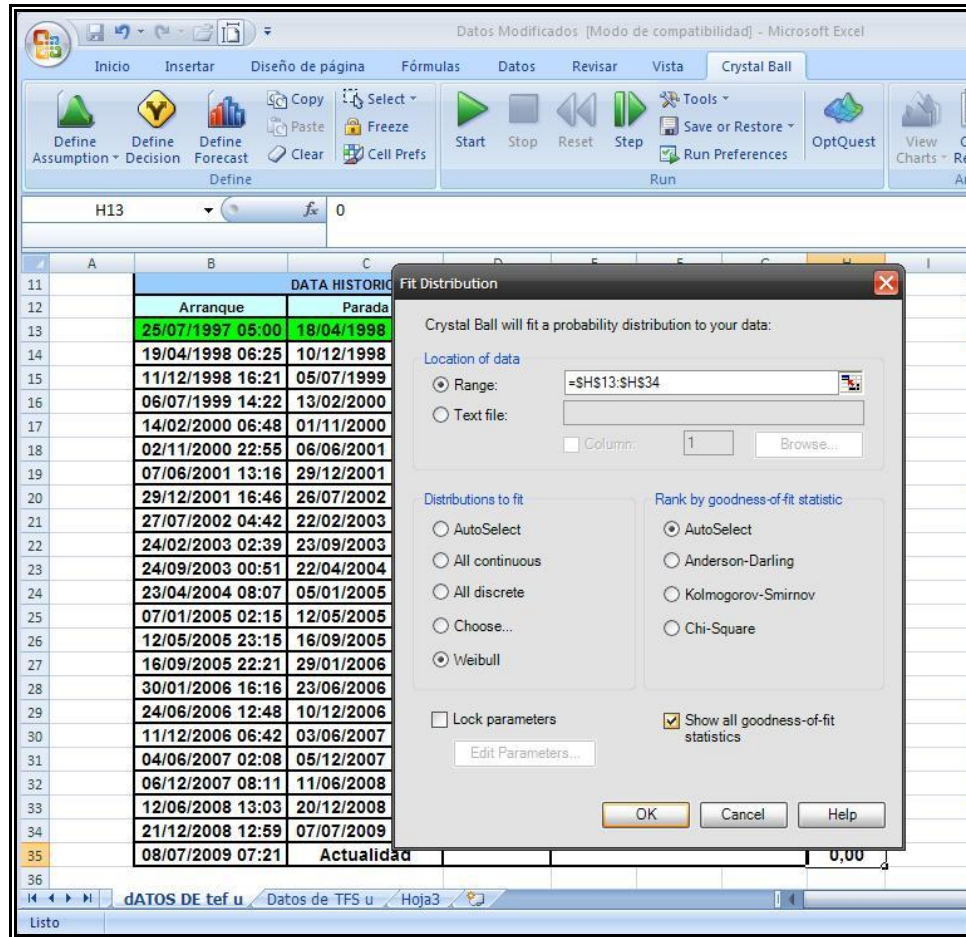 Datos Modificados [Modo de compatibilidad] - Microsoft Excel
Inicio Insertar Diseño de página Fórmulas Datos Revisar Vista Crystal Ball
Define Assumption Define Decision Define Forecast
Copy Paste Clear
Select Freeze Cell Prefs
Start Stop Reset Step
Tools Save or Restore Run Preferences
OptQuest View Charts
Define Run
H13 fx 0
A B C H I
11 DATA HISTORIC
12 Arranque Parada
13 25/07/1997 05:00 18/04/1998
14 19/04/1998 06:25 10/12/1998
15 11/12/1998 16:21 05/07/1999
16 06/07/1999 14:22 13/02/2000
17 14/02/2000 06:48 01/11/2000
18 02/11/2000 22:55 06/06/2001
19 07/06/2001 13:16 29/12/2001
20 29/12/2001 16:46 26/07/2002
21 27/07/2002 04:42 22/02/2003
22 24/02/2003 02:39 23/09/2003
23 24/09/2003 00:51 22/04/2004
24 23/04/2004 08:07 05/01/2005
25 07/01/2005 02:15 12/05/2005
26 12/05/2005 23:15 16/09/2005
27 16/09/2005 22:21 29/01/2006
28 30/01/2006 16:16 23/06/2006
29 24/06/2006 12:48 10/12/2006
30 11/12/2006 06:42 03/06/2007
31 04/06/2007 02:08 05/12/2007
32 06/12/2007 08:11 11/06/2008
33 12/06/2008 13:03 20/12/2008
34 21/12/2008 12:59 07/07/2009
35 08/07/2009 07:21 Actualidad 0,00
36
Fit Distribution
Crystal Ball will fit a probability distribution to your data:
Location of data
Range: =$H$13:$H$34
Text file:
Column: 1 Browse...
Distributions to fit
AutoSelect
All continuous
All discrete
Choose...
Weibull
Rank by goodness-of-fit statistic
AutoSelect
Anderson-Darling
Kolmogorov-Smirnov
Chi-Square
Lock parameters
Edit Parameters...
Show all goodness-of-fit
statistics
OK Cancel Help
dATOS DE tef u Datos de TFS u Hoja3
Listo